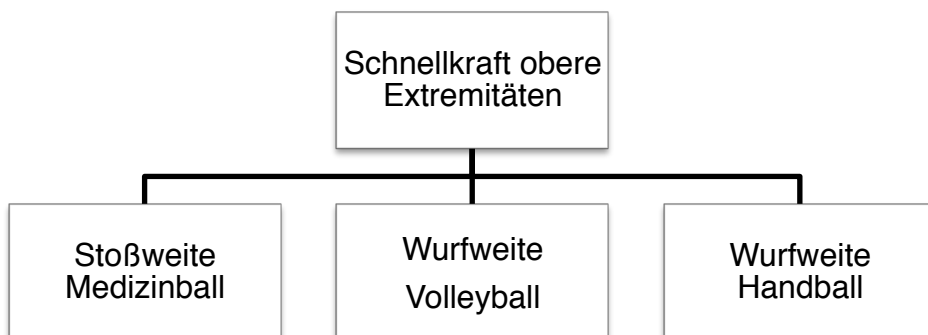 Schnellkraft obere
Extremitäten
Stoßweite
Medizinball
Wurfweite
Volleyball
Wurfweite
Handball